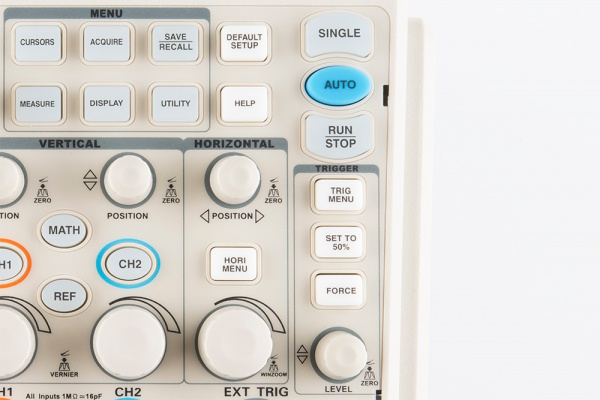 MENU
CURSORS
ACQUIRE
SAVE
RECALL
DEFAULT
SETUP
SINGLE
AUTO
MEASURE
DISPLAY
UTILITY
HELP
RUN
STOP
VERTICAL
HORIZONTAL
TRIGGER
ZERO
ZERO
ZERO
TION
POSITION
POSITION
TRIG
MENU
MATH
SET TO
50%
H1
CH2
HORI
MENU
REF
FORCE
VERNIER
WINZOOM
ZERO
LEVEL
H1
All Inputs 1MΩ≃16pF
CH2
EXT TRIG